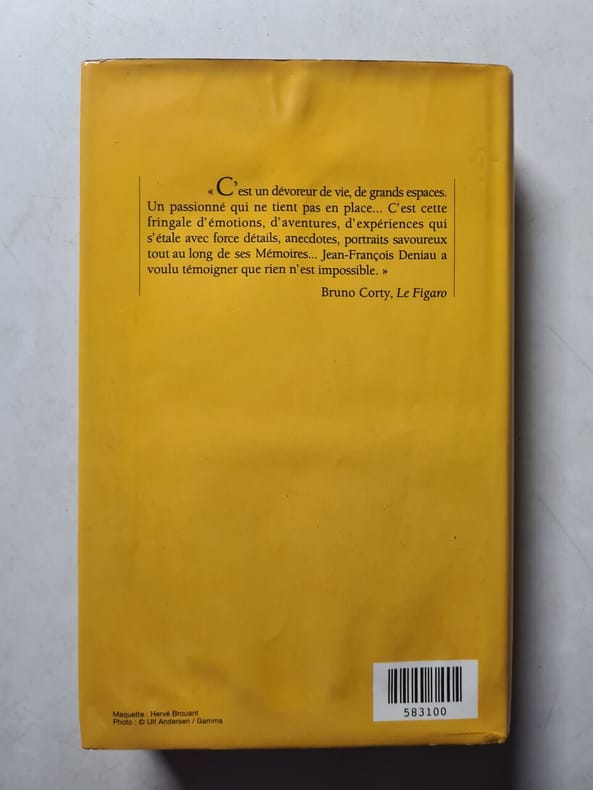 « C'est un dévoreur de vie, de grands espaces.
Un passionné qui ne tient pas en place... C'est cette
fringale d'émotions, d'aventures, d'expériences qui
s'étale avec force détails, anecdotes, portraits savoureux
tout au long de ses Mémoires... Jean-François Deniau a
voulu témoigner que rien n'est impossible. »
Bruno Corty, Le Figaro
583100
Maquette : Hervé Brouant
Photo : © Ulf Andersen / Gamma